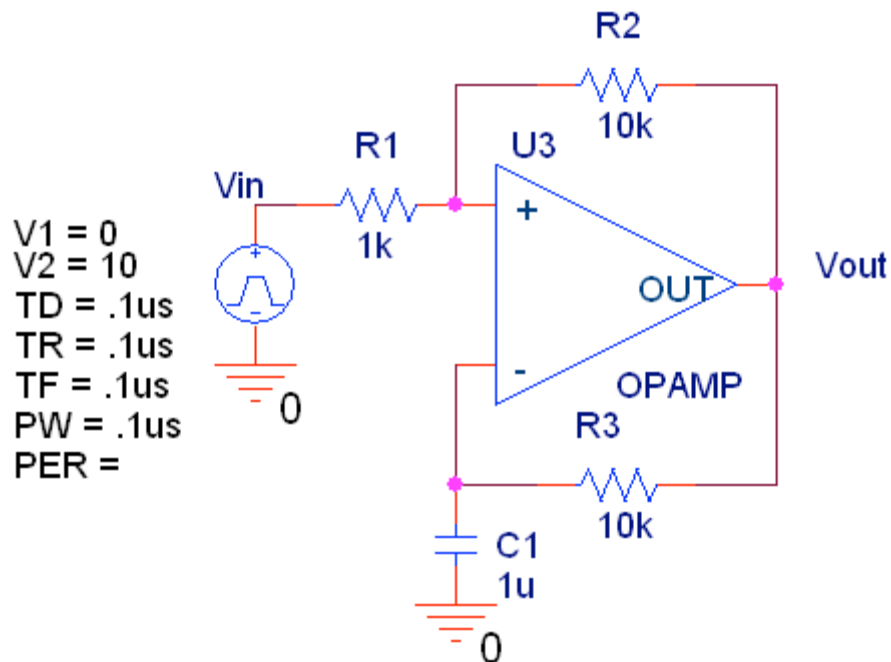 R2
10k
R1
U3
Vin
1k
+
V1 = 0
V2 = 10
TD = .1us
TR = .1us
TF = .1us
PW = .1us
PER =
+
-
0
OUT
Vout
-
OPAMP
R3
10k
C1
1u
0